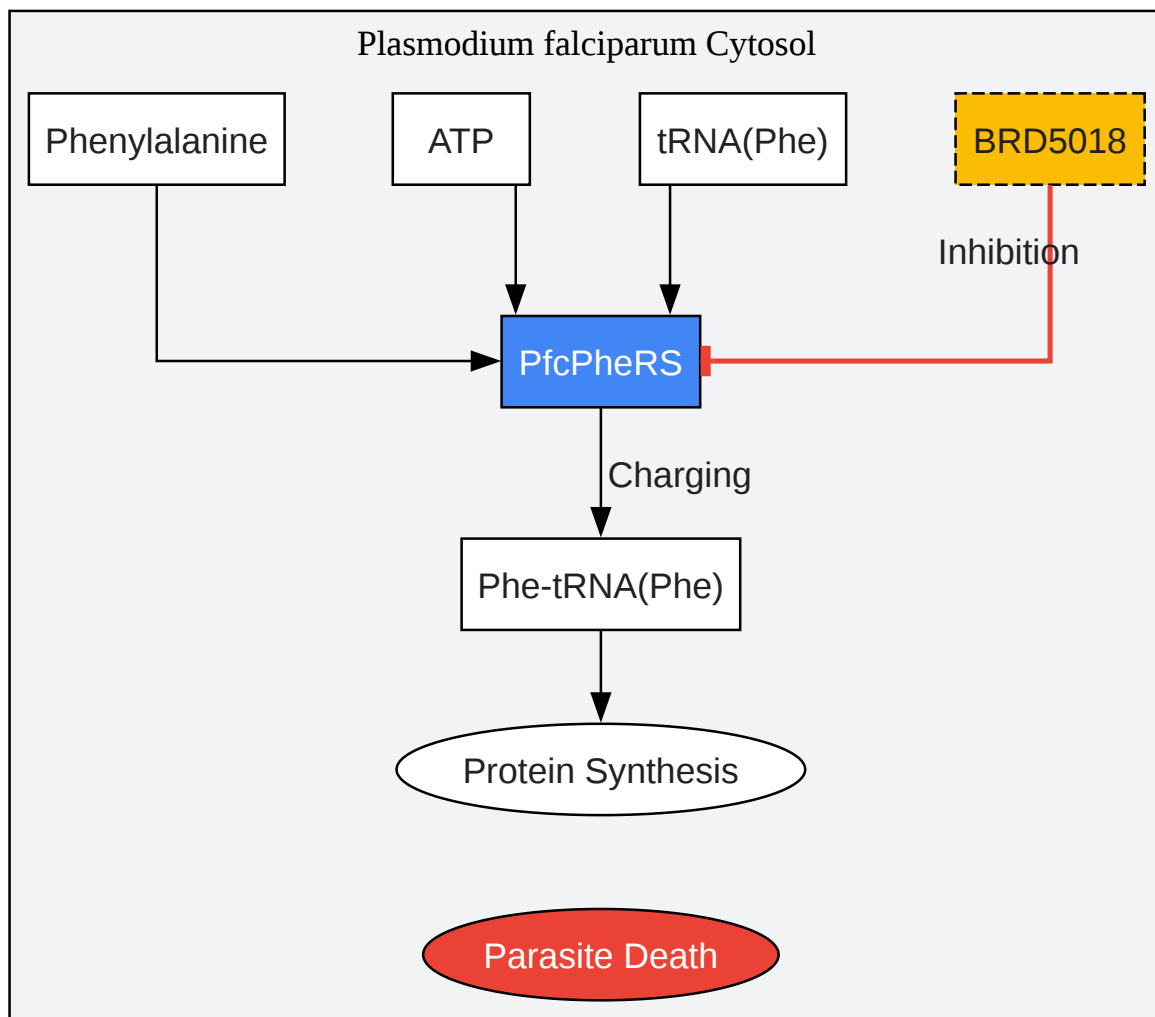 Plasmodium falciparum Cytosol
Phenylalanine
ATP
tRNA(Phe)
BRD5018
Inhibition
PfcPheRS
Charging
Phe-tRNA(Phe)
Protein Synthesis
Parasite Death